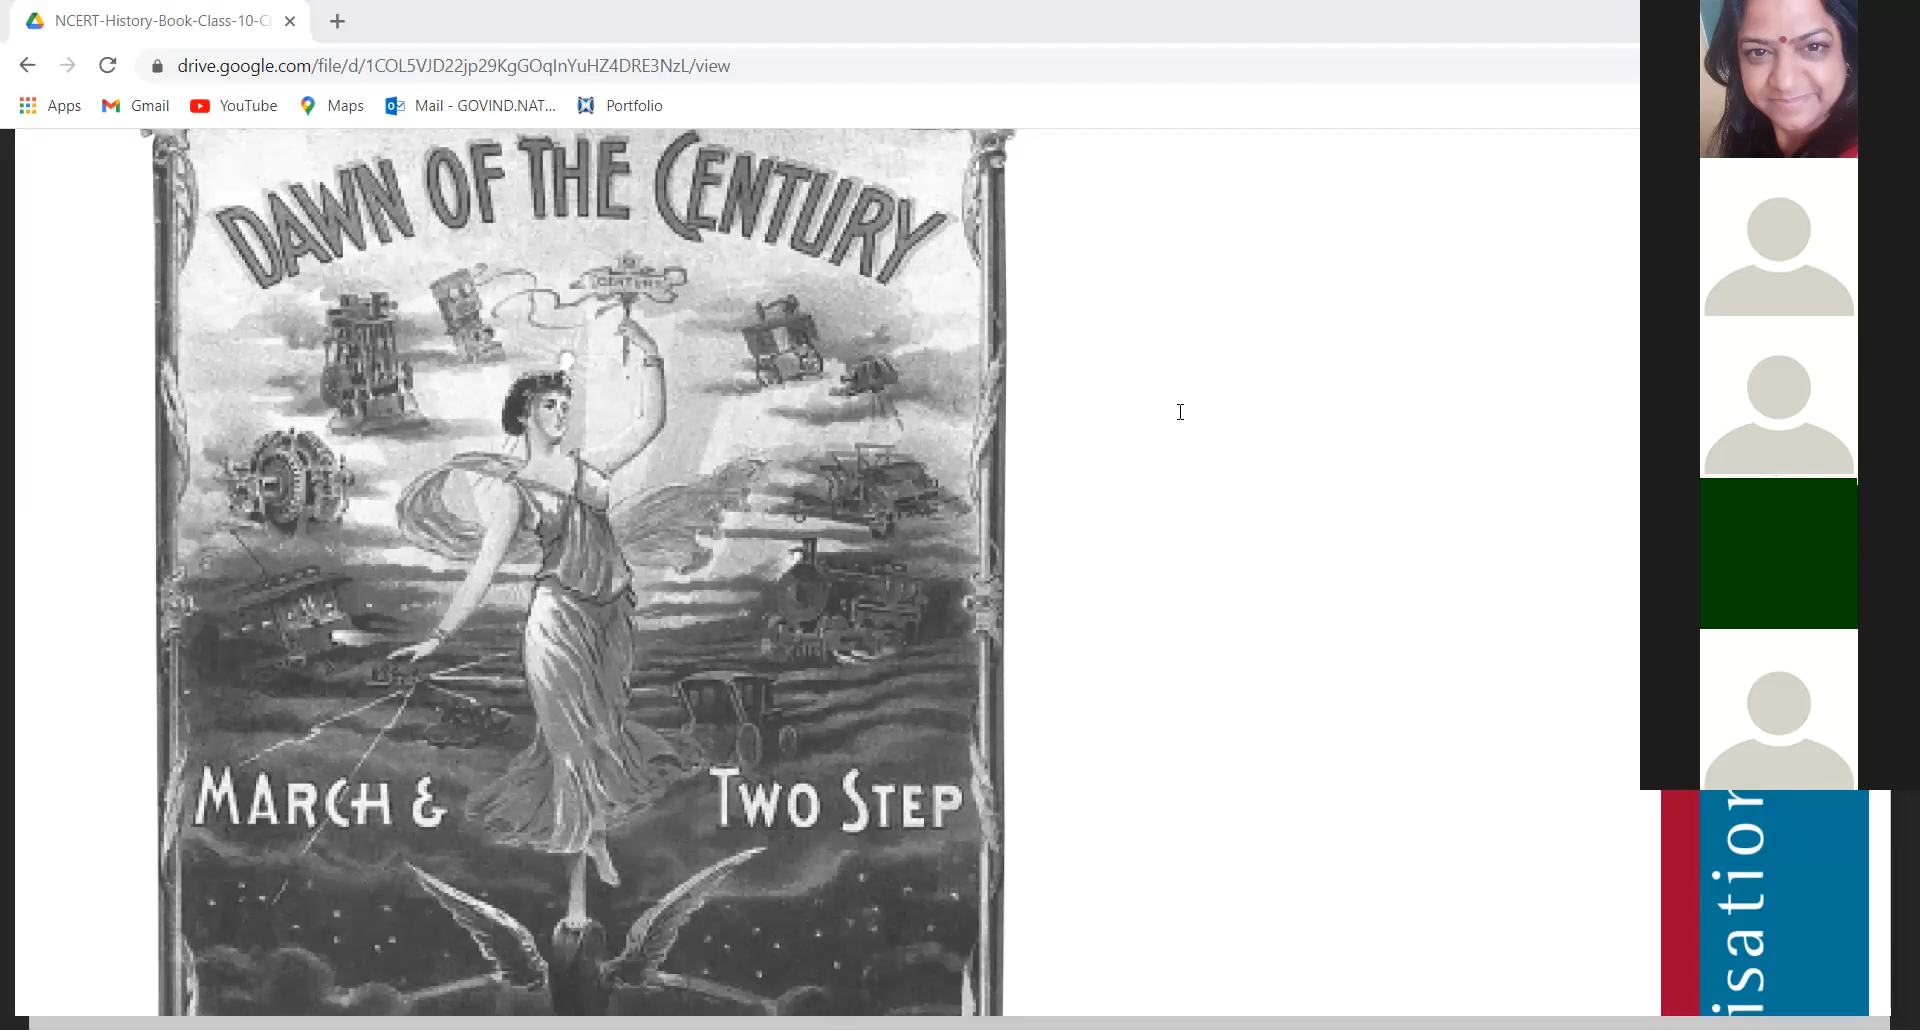 NCERT-History-Book-Class-10-C
drive.google.com/file/d/1COL5VJD22jp29KgGOqInYuHZ4DRE3NzL/view
Apps
Gmail
YouTube
Maps
Mail - GOVIND.NAT...
Portfolio
DAWN OF THE CENTURY
CENTURY
MARCH &
TWO STEP
isation